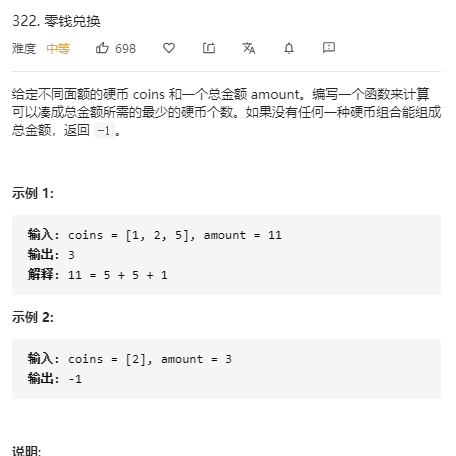 322. 零钱兑换
难度 中等 698
给定不同面额的硬币 coins 和一个总金额 amount。编写一个函数来计算
可以凑成总金额所需的最少的硬币个数。如果没有任何一种硬币组合能组成
总金额，返回 -1。
示例 1:
输入: coins = [1, 2, 5], amount = 11
输出: 3
解释: 11 = 5 + 5 + 1
示例 2:
输入: coins = [2], amount = 3
输出: -1
说明: